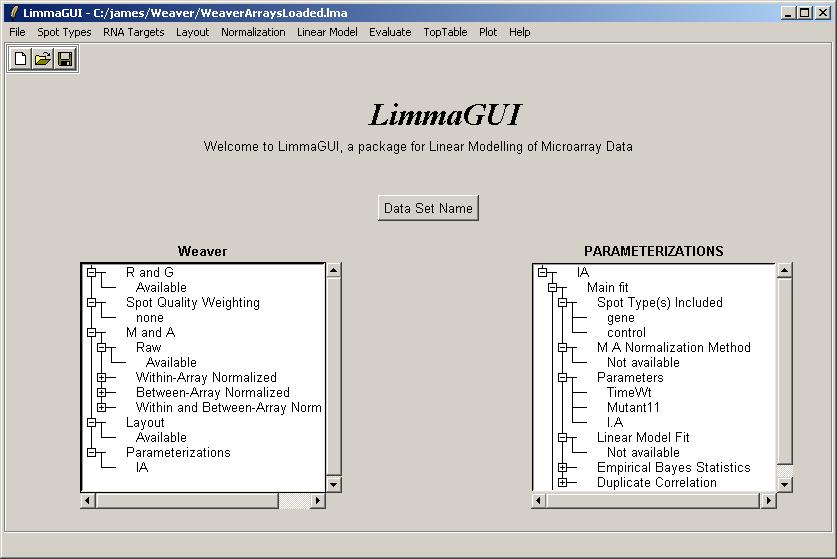 LimmaGUI - C:/james/Weaver/WeaverArraysLoaded.lma
File Spot Types RNA Targets Layout Normalization Linear Model Evaluate TopTable Plot Help
LimmaGUI
Welcome to LimmaGUI, a package for Linear Modelling of Microarray Data
Data Set Name
Weaver
R and G
Available
Spot Quality Weighting
none
M and A
Raw
Available
Within-Array Normalized
Between-Array Normalized
Within and Between-Array Norm
Layout
Available
Parameterizations
IA
PARAMETERIZATIONS
IA
Main fit
Spot Type(s) Included
gene
control
M A Normalization Method
Not available
Parameters
TimeWt
Mutant11
I.A
Linear Model Fit
Not available
Empirical Bayes Statistics
Duplicate Correlation